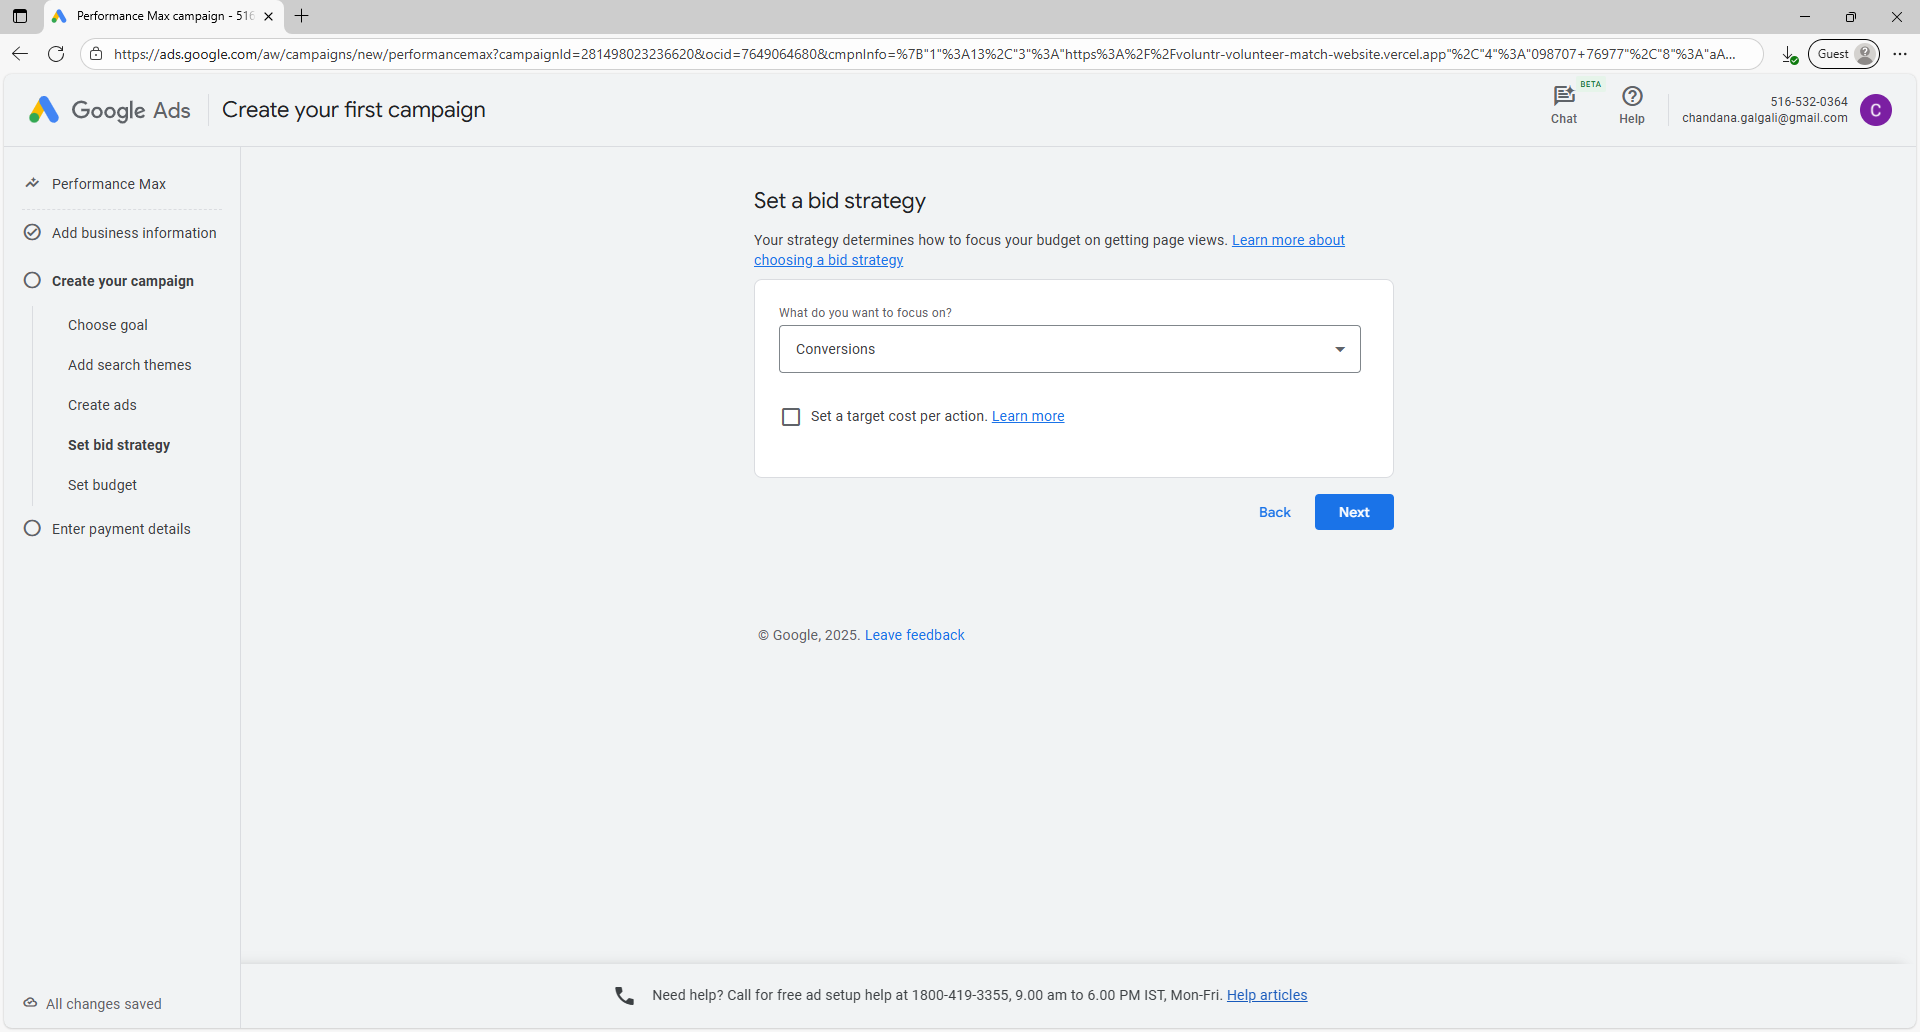 Performance Max campaign - 516
https://ads.google.com/aw/campaigns/new/performancemax?campaignId=281498023236620&ocid=7649064680&cmpnInfo=%7B"1"%3A13%2C"3"%3A"https%3A%2F%2Fvoluntr-volunteer-match-website.vercel.app"%2C"4"%3A"098707+76977"%2C"8"%3A"aA...
Guest
Google Ads
Create your first campaign
BETA
Chat
Help
516-532-0364
chandana.galgali@gmail.com
C
Performance Max
Add business information
Create your campaign
Choose goal
Add search themes
Create ads
Set bid strategy
Set budget
Enter payment details
All changes saved
Set a bid strategy
Your strategy determines how to focus your budget on getting page views. Learn more about
choosing a bid strategy
What do you want to focus on?
Conversions
Set a target cost per action. Learn more
Back
Next
© Google, 2025. Leave feedback
Need help? Call for free ad setup help at 1800-419-3355, 9.00 am to 6.00 PM IST, Mon-Fri. Help articles